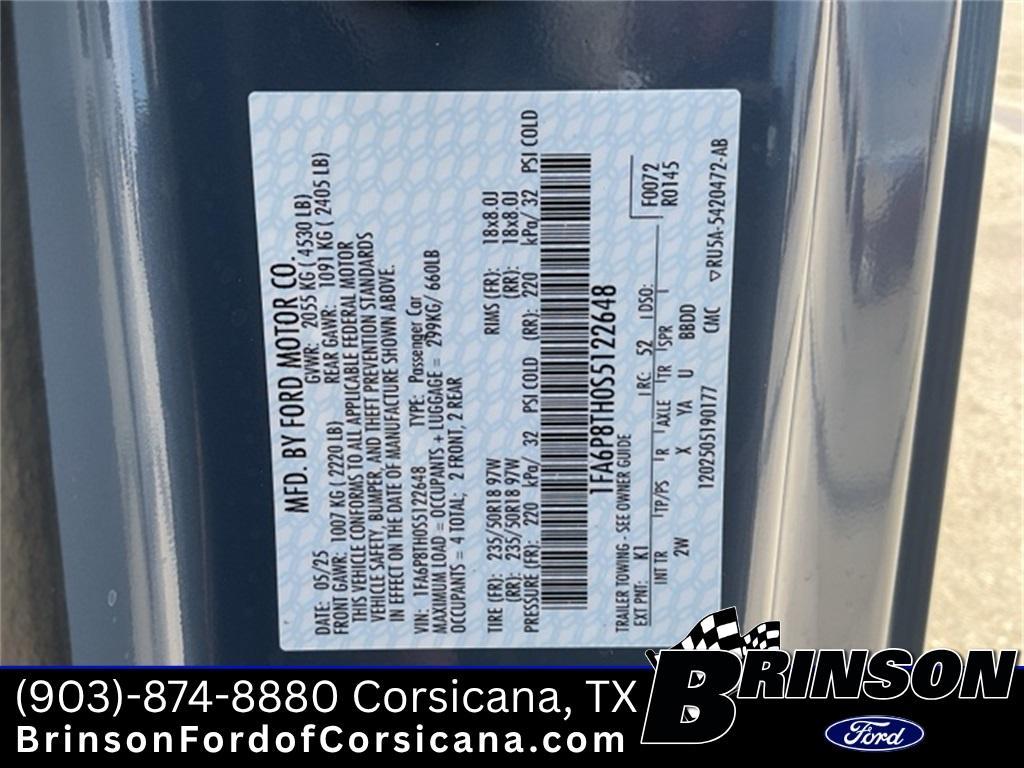 MFD. BY FORD MOTOR CO.
DATE: 05/25 GVWR: 2055 KG ( 4530 LB)
FRONT GAWR: 1007 KG ( 2220 LB) REAR GAWR: 1091 KG ( 2405 LB)
THIS VEHICLE CONFORMS TO ALL APPLICABLE FEDERAL MOTOR
VEHICLE SAFETY, BUMPER, AND THEFT PREVENTION STANDARDS
IN EFFECT ON THE DATE OF MANUFACTURE SHOWN ABOVE.
VIN: 1FA6P8TH0S5122648 TYPE: Passenger Car
MAXIMUM LOAD = OCCUPANTS + LUGGAGE = 299KG/ 660LB
OCCUPANTS = 4 TOTAL; 2 FRONT, 2 REAR
TIRE (FR): 235/50R18 97W RIMS (FR): 18x8.0J
(RR): 235/50R18 97W (RR): 18x8.0J
PRESSURE (FR): 220 kPa/ 32 PSI COLD (RR): 220 kPa/ 32 PSI COLD
1FA6P8TH0S5122648
TRAILER TOWING - SEE OWNER GUIDE
EXT PNT: K1 RC: 52 DSO: F0072
R0145
INT TR TP/PS R AXLE TR SPR
2W X YA U BBDD
1202505190177 CMC ▽RU5A-5420472-AB
(903)-874-8880 Corsicana, TX
BrinsonFordofCorsicana.com
BRINSON
Ford